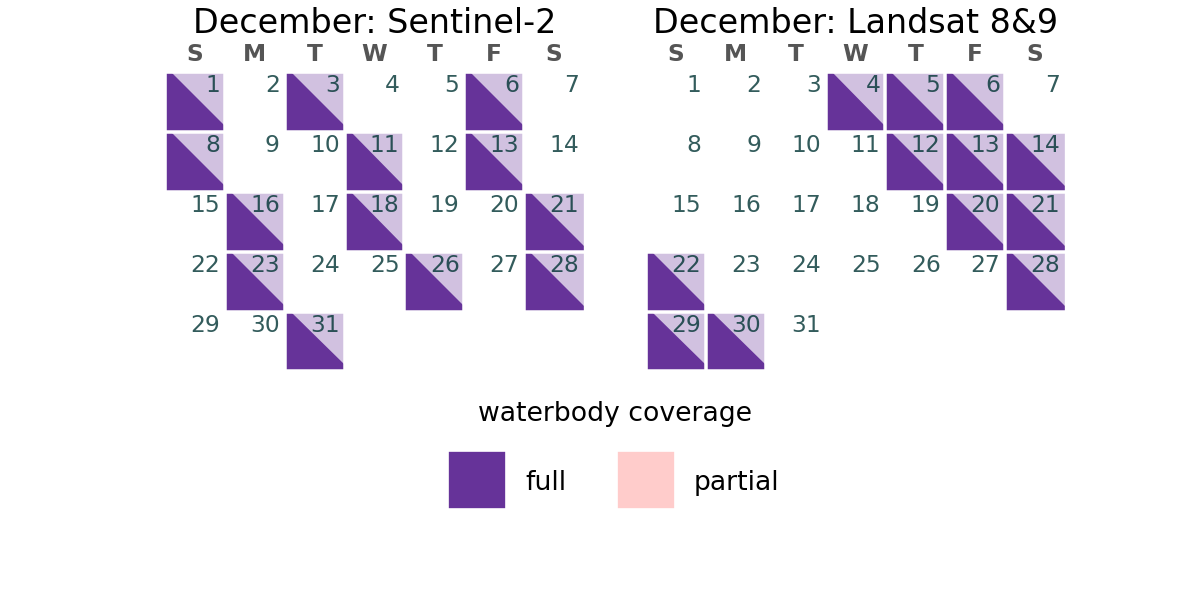 December: Sentinel-2
S M T W T F S
1 2 3 4 5 6 7
8 9 10 11 12 13 14
15 16 17 18 19 20 21
22 23 24 25 26 27 28
29 30 31
December: Landsat 8&9
S M T W T F S
1 2 3 4 5 6 7
8 9 10 11 12 13 14
15 16 17 18 19 20 21
22 23 24 25 26 27 28
29 30 31
waterbody coverage
full partial